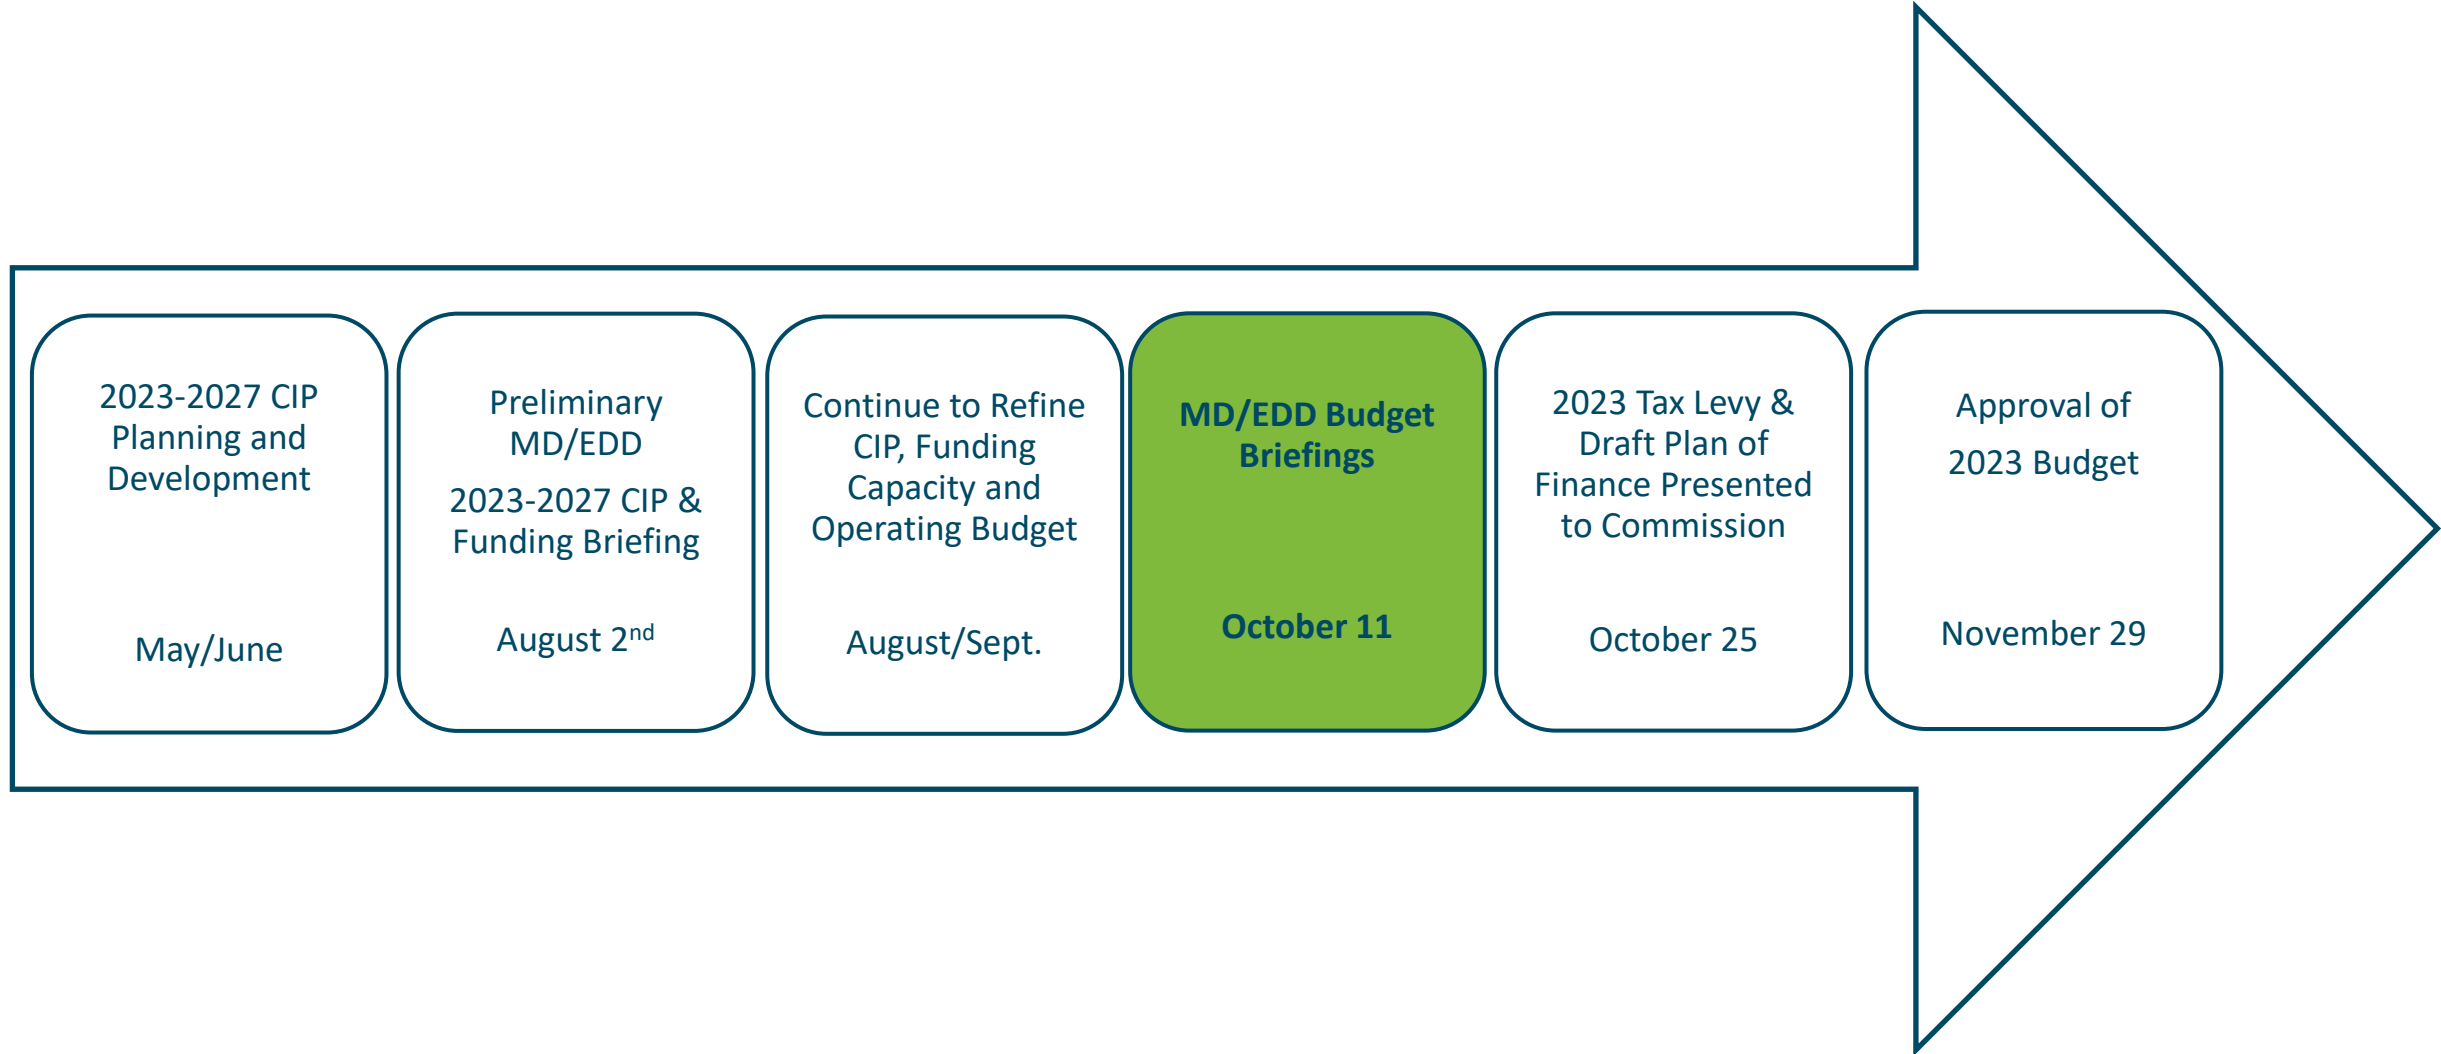 2023-2027 CIP
Planning and
Development
May/June
Preliminary
MD/EDD
2023-2027 CIP &
Funding Briefing
August 2nd
Continue to Refine
CIP, Funding
Capacity and
Operating Budget
August/Sept.
MD/EDD Budget
Briefings
October 11
2023 Tax Levy &
Draft Plan of
Finance Presented
to Commission
October 25
Approval of
2023 Budget
November 29